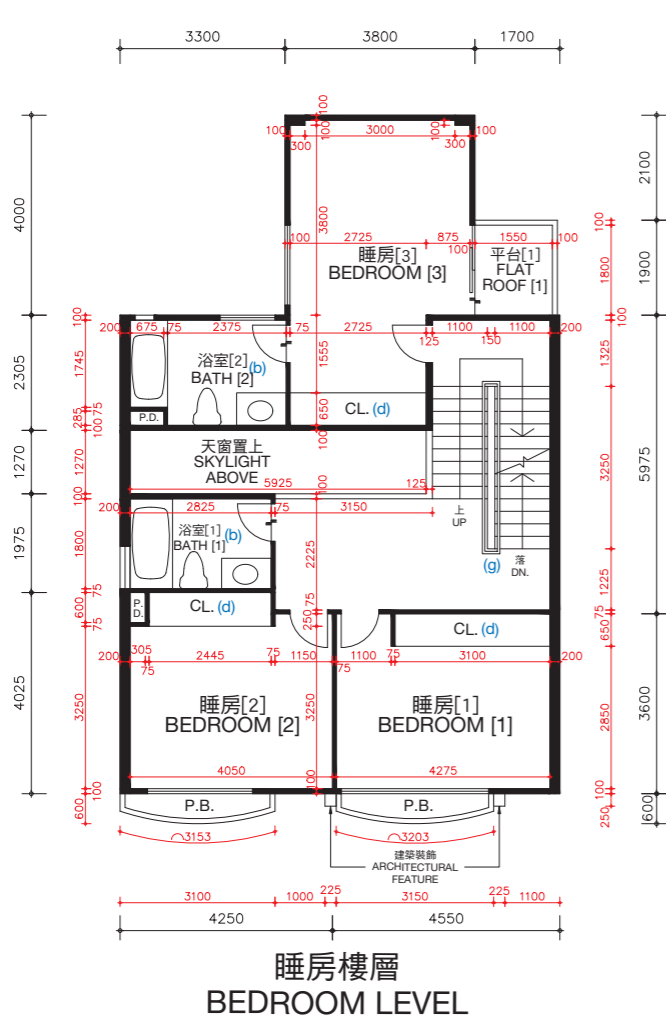 3300 3800 1700
100
100 3000 100 100
300 100 300
4000 2100
3800
100 2725 875 100 1550 100
100
睡房[3]
BEDROOM [3]
平台[1]
FLAT
ROOF [1]
1800 1900
100 200 675 75 2375 75 2725 125 1100 150 1100 200 100
2305 1745 1555 1325
浴室[2] (b)
BATH [2]
75
285
100
P.D.
650
CL. (d)
100
天窗置上
SKYLIGHT
ABOVE
1270 1270
5925 125
3250 5975
100 200 2825 75 100 3150
上
UP
浴室[1] (b)
BATH [1]
1975 1800 2225
落
DN.
(g)
1225
75
600
75
P.
D.
CL. (d)
75
250
75
650
CL. (d)
200 305 75 2445 75 1150 75 1100 75 3100 200
4025 3250 3250 2850 3600
睡房[2]
BEDROOM [2]
睡房[1]
BEDROOM [1]
4050 4275
100 100 100
600 250 600
P.B. P.B.
3153 3203
建築裝飾
ARCHITECTURAL
FEATURE
3100 1000 225 3150 225 1100
4250 4550
睡房樓層
BEDROOM LEVEL